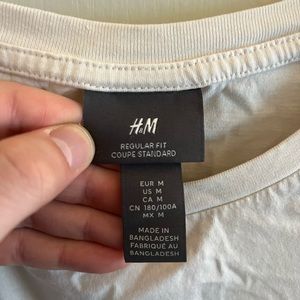 H&M
REGULAR FIT
COUPE STANDARD
EUR M
US M
CA M
CN 180/100A
MX M
MADE IN
BANGLADESH
FABRIQUÉ AU
BANGLADESH